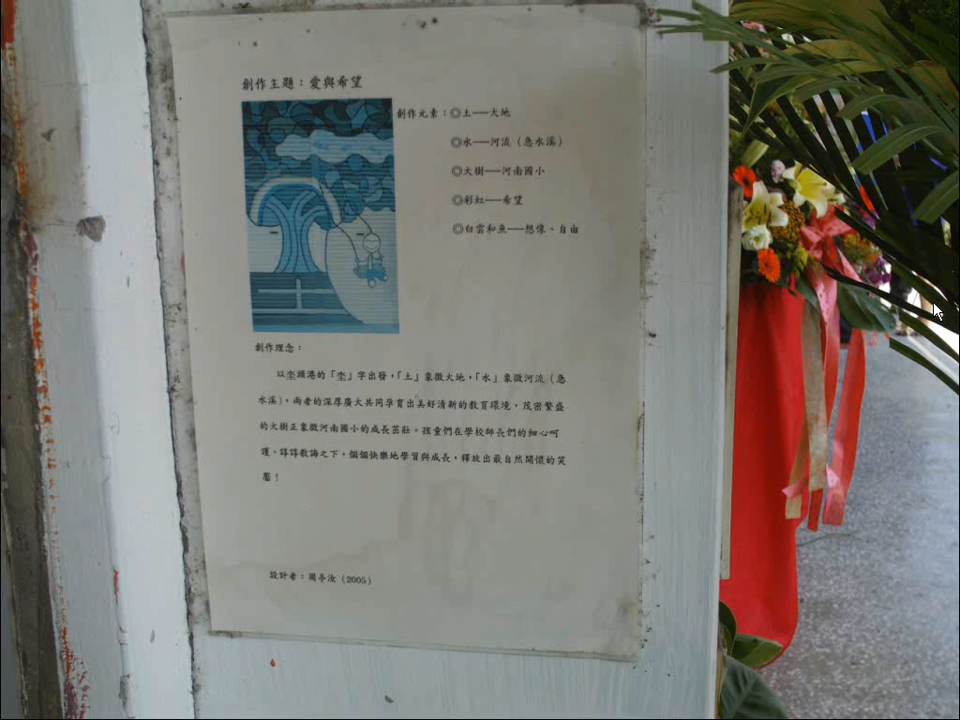 創作主題：愛與希望
創作元素：◎土──大地
◎水──河流（急水溪）
◎大樹──河南國小
◎彩虹──希望
◎白雲和魚──想像、自由
創作理念：
以坔頭港的「坔」字出發，「土」象徵大地，「水」象徵河流（急
水溪），兩者的深厚廣大共同孕育出美好清新的教育環境，茂密繁盛
的大樹正象徵河南國小的成長茁壯。孩童們在學校師長們的細心呵
護、諄諄教誨之下，個個快樂地學習與成長，釋放出最自然開懷的笑
靨！
設計者：周亭汝（2005）